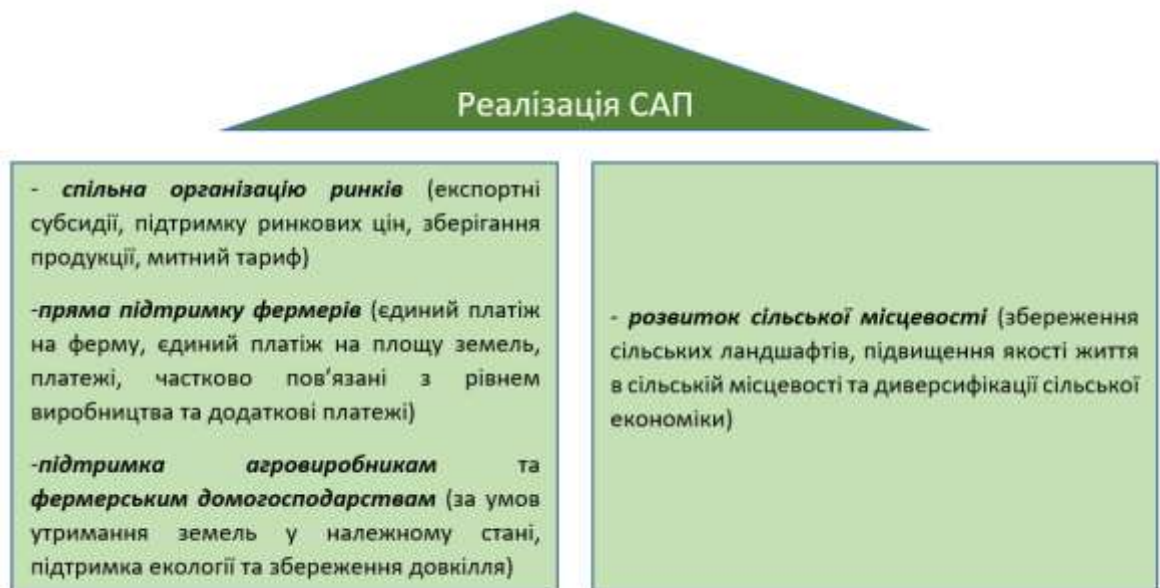 Реалізація САП
- спільна організацію ринків (експортні
субсидії, підтримку ринкових цін, зберігання
продукції, митний тариф)
-пряма підтримку фермерів (єдиний платіж
на ферму, єдиний платіж на площу земель,
платежі, частково пов’язані з рівнем
виробництва та додаткові платежі)
-підтримка агровиробникам та
фермерським домогосподарствам (за умов
утримання земель у належному стані,
підтримка екології та збереження довкілля)
- розвиток сільської місцевості (збереження
сільських ландшафтів, підвищення якості життя
в сільській місцевості та диверсифікації сільської
економіки)